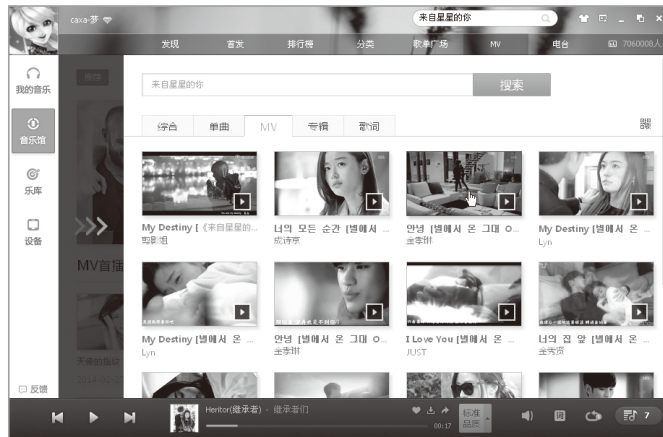 caxa-梦
来自星星的你
发现
首发
排行榜
分类
歌单广场
MV
电台
7060008人
我的音乐
音乐馆
乐库
设备
反馈
来自星星的你
搜索
综合
单曲
MV
专辑
歌词
My Destiny [《来自星星的...
너의 모든 순간 [별에서 ...
成诗京
안녕 [별에서 온 그대 O...
金孝琳
My Destiny [별에서 온 ...
Lyn
My Destiny [별에서 온 ...
Lyn
안녕 [별에서 온 그대 O...
金孝琳
I Love You [별에서 온 ...
JUST
너의 집 앞 [별에서 온 ...
金秀贤
MV首播
Heritor(继承者) - 继承者们
00:17
标准
品质
词
7